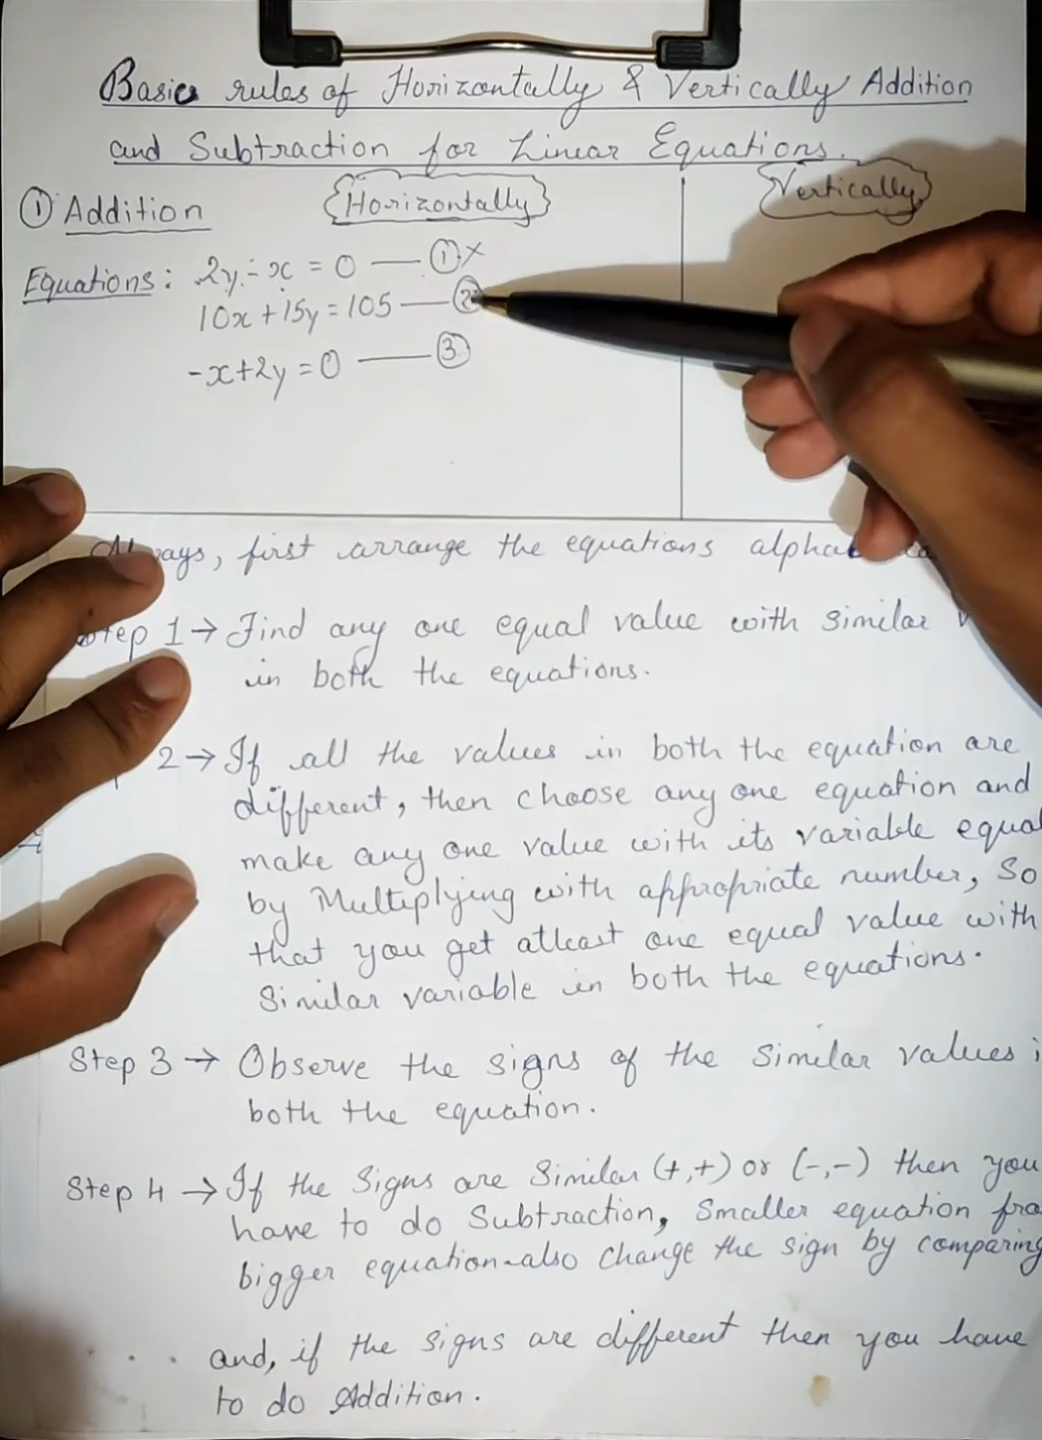 Basic rules of Horizontally & Vertically Addition
and Subtraction for Linear Equations.
① Addition
Horizontally
Vertically
Equations: 2y - x = 0 — ①×
10x + 15y = 105 — ②
-x + 2y = 0 — ③
first arrange the equations
Step 1 → Find any one equal value with similar
in both the equations.
2 → If all the values in both the equation are
different, then choose any one equation and
make any one value with its variable equal
by Multiplying with appropriate number, so
that you get atleast one equal value with
Similar variable in both the equations.
Step 3 → Observe the signs of the similar values
both the equation.
Step 4 → If the Signs are Similar (+,+) or (-,-) then you
have to do Subtraction, Smaller equation
bigger equation - also change the sign by comparing
and, if the signs are different then you have
to do Addition.